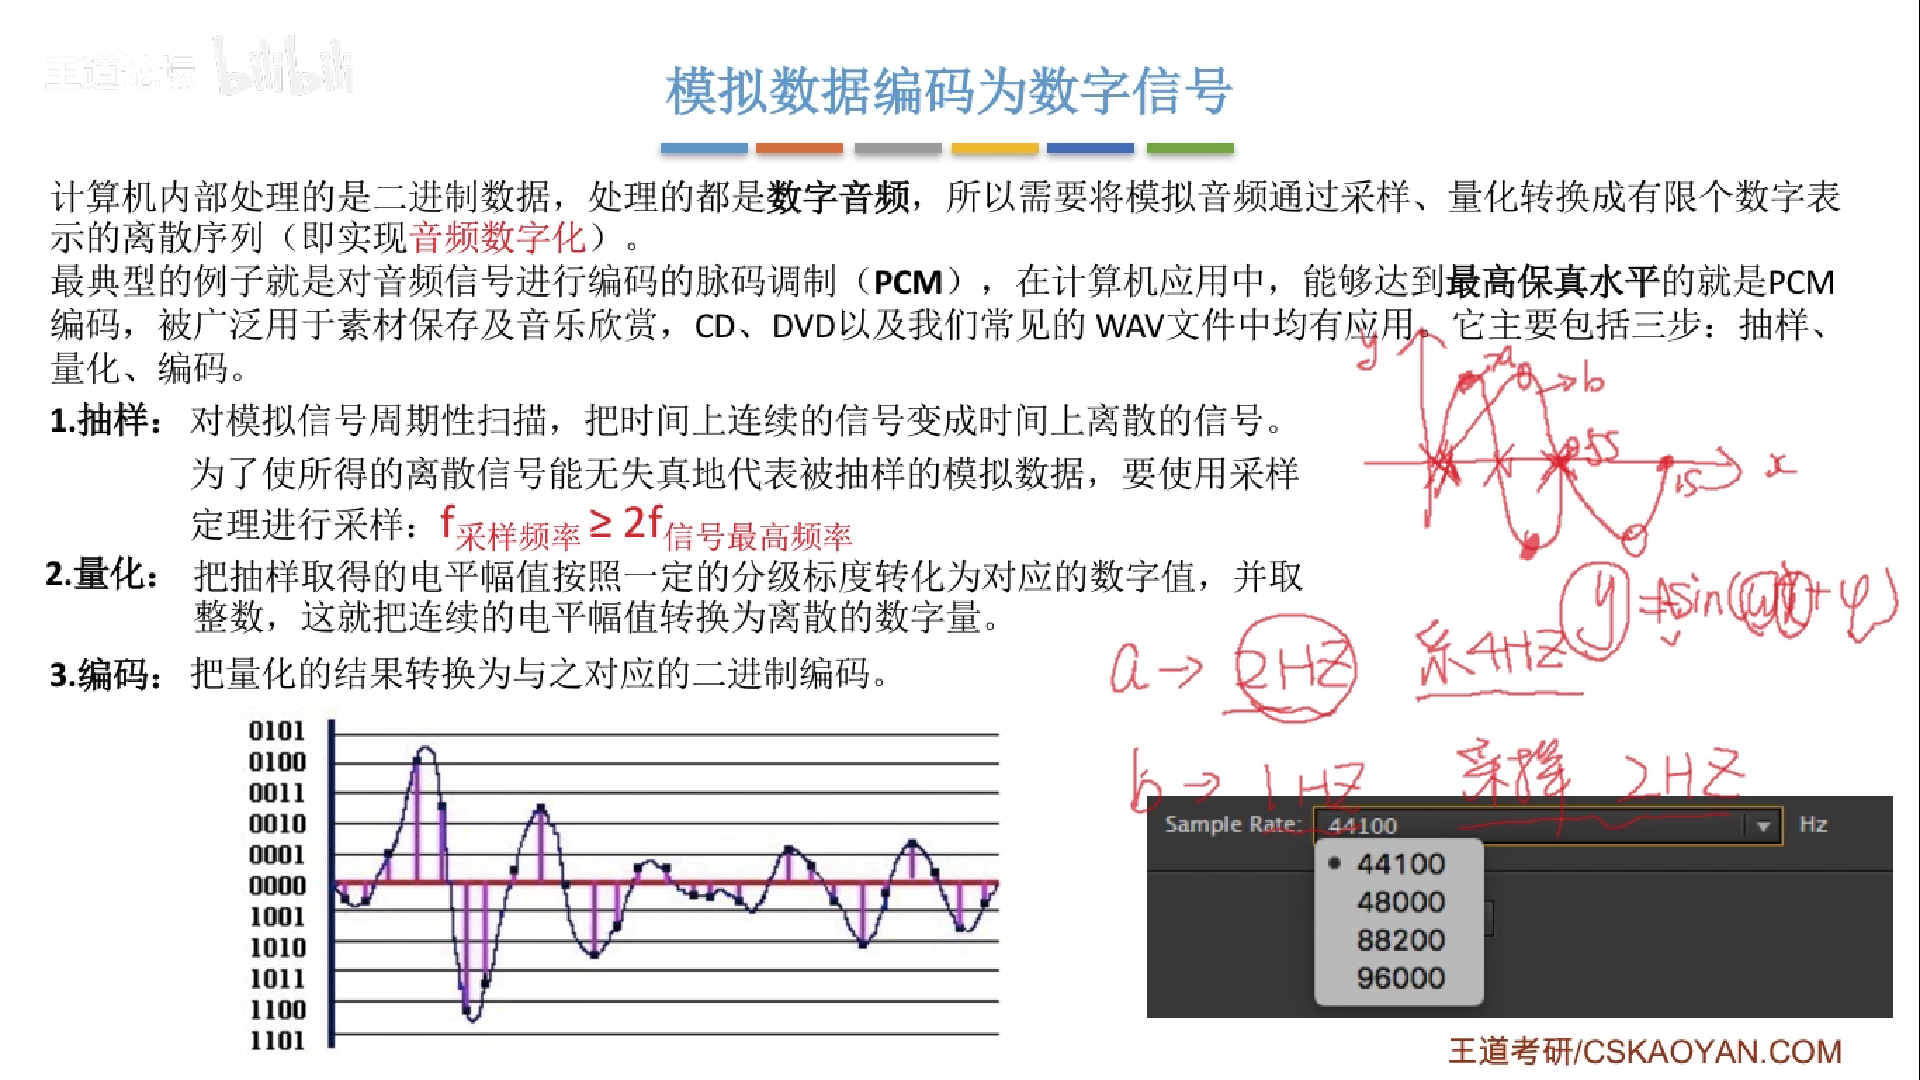 王道论坛 bilibili
模拟数据编码为数字信号
计算机内部处理的是二进制数据，处理的都是数字音频，所以需要将模拟音频通过采样、量化转换成有限个数字表
示的离散序列（即实现音频数字化）。
最典型的例子就是对音频信号进行编码的脉码调制（PCM），在计算机应用中，能够达到最高保真水平的就是PCM
编码，被广泛用于素材保存及音乐欣赏，CD、DVD以及我们常见的 WAV文件中均有应用。它主要包括三步：抽样、
量化、编码。
1.抽样：对模拟信号周期性扫描，把时间上连续的信号变成时间上离散的信号。
为了使所得的离散信号能无失真地代表被抽样的模拟数据，要使用采样
定理进行采样：f采样频率 ≥ 2f信号最高频率
2.量化：把抽样取得的电平幅值按照一定的分级标度转化为对应的数字值，并取
整数，这就把连续的电平幅值转换为离散的数字量。
3.编码：把量化的结果转换为与之对应的二进制编码。
y
a
b
x
1s
y=Asin(ωx+φ)
a→2HZ 采4HZ
b→1HZ 采样 2HZ
0101
0100
0011
0010
0001
0000
1001
1010
1011
1100
1101
Sample Rate: 44100 Hz
44100
48000
88200
96000
王道考研/CSKAOYAN.COM